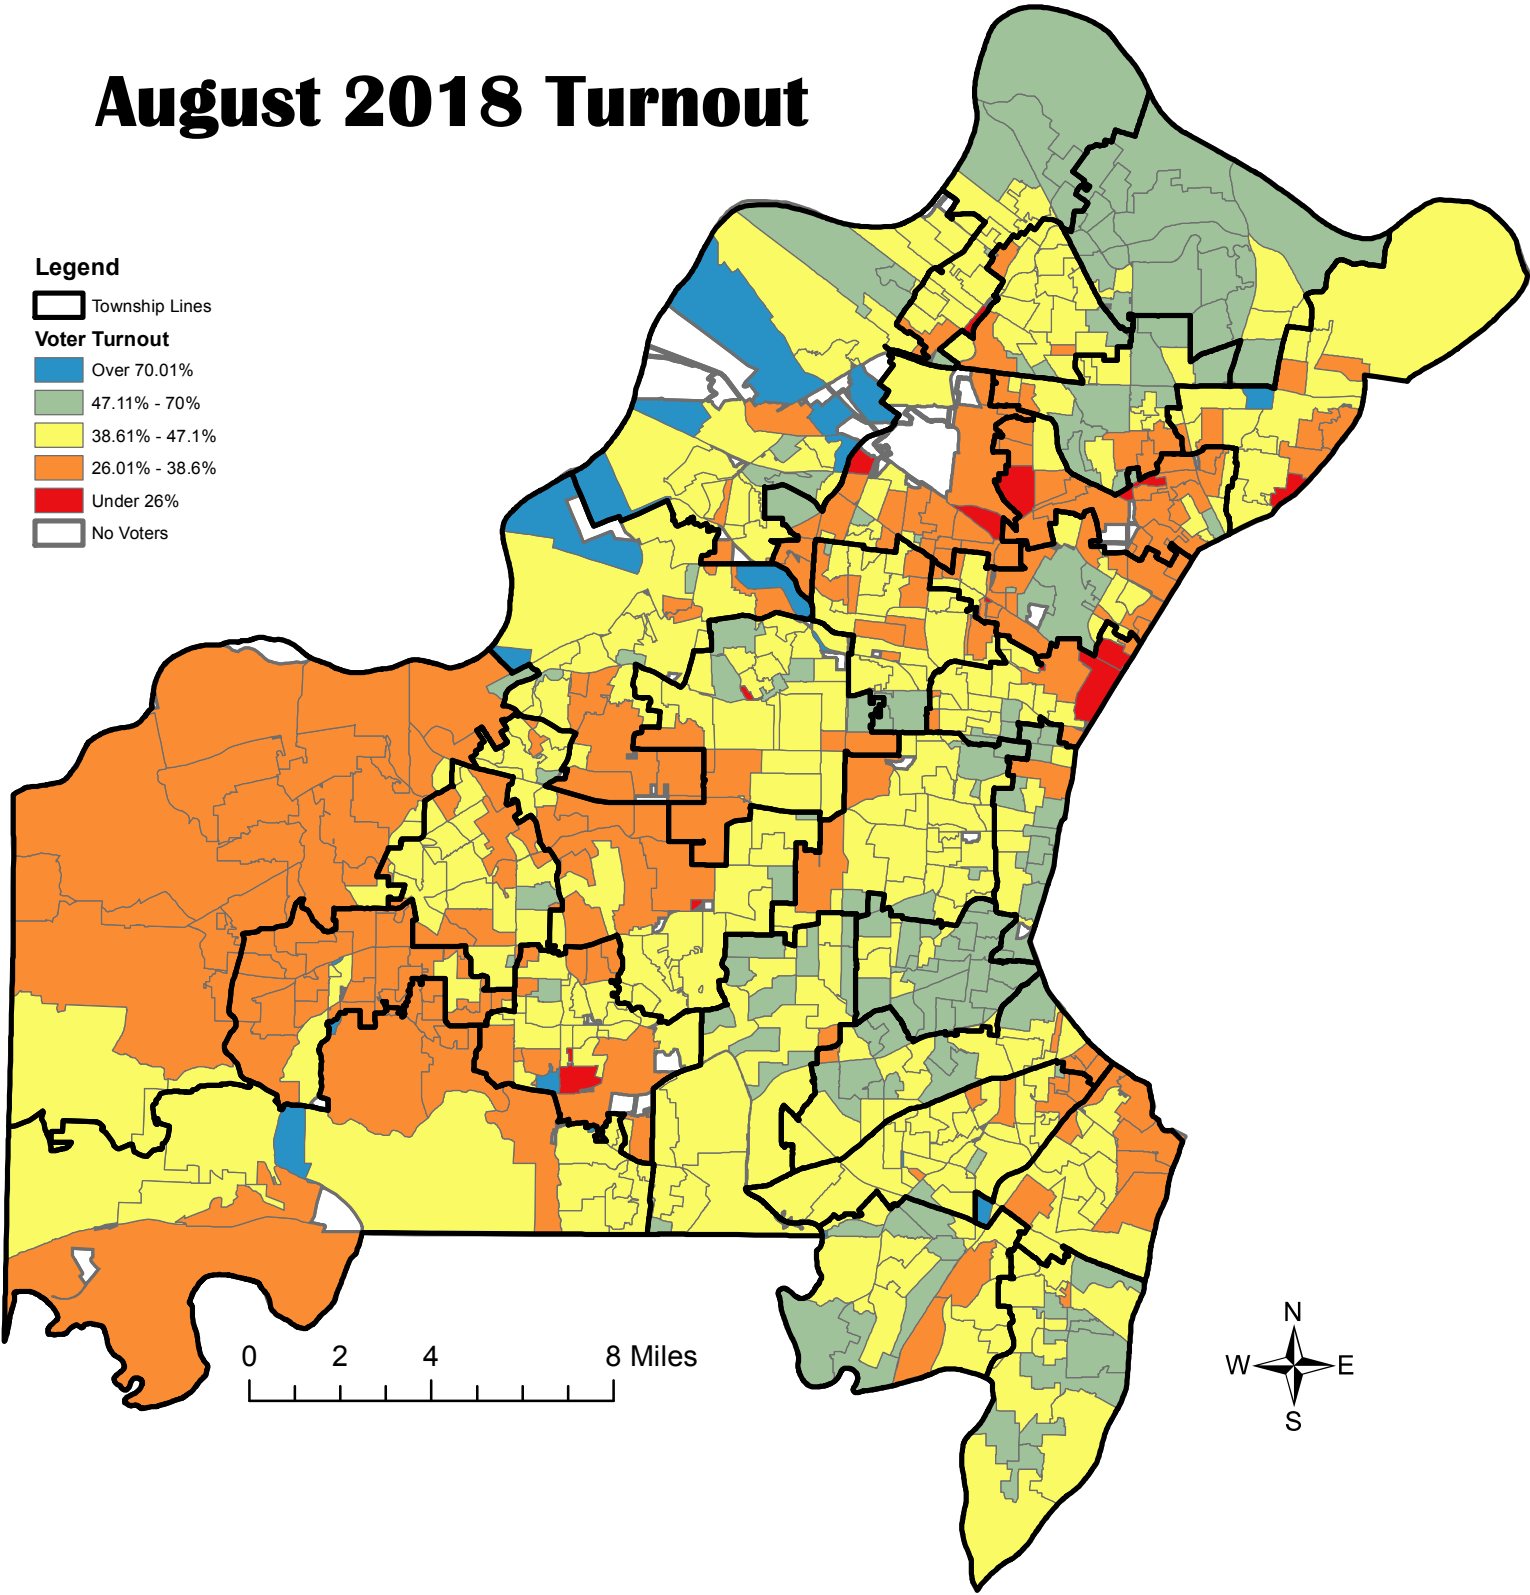 August 2018 Turnout
Legend
Township Lines
Voter Turnout
Over 70.01%
47.11% - 70%
38.61% - 47.1%
26.01% - 38.6%
Under 26%
No Voters
0 2 4 8 Miles
N
W E
S